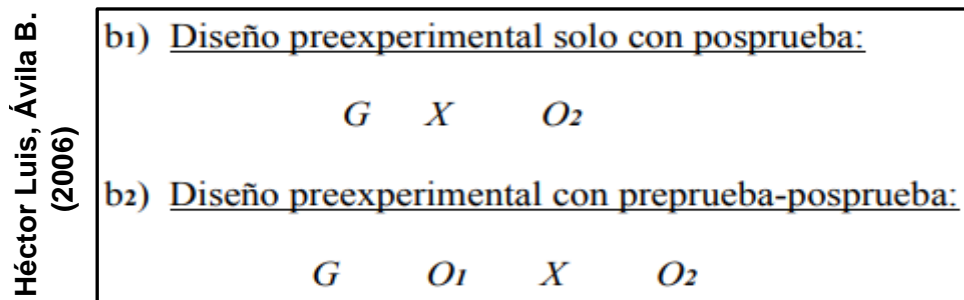 Héctor Luis, Ávila B.
(2006)
b1) Diseño preexperimental solo con posprueba:
G X O2
b2) Diseño preexperimental con preprueba-posprueba:
G O1 X O2